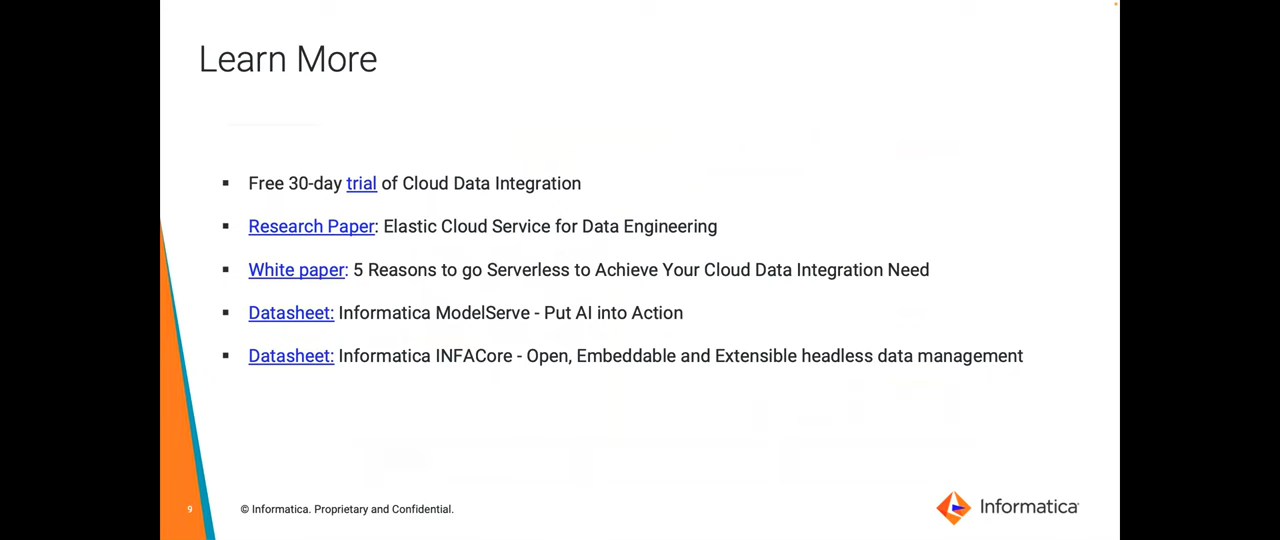 Learn More
▪ Free 30-day trial of Cloud Data Integration
▪ Research Paper: Elastic Cloud Service for Data Engineering
▪ White paper: 5 Reasons to go Serverless to Achieve Your Cloud Data Integration Need
▪ Datasheet: Informatica ModelServe - Put AI into Action
▪ Datasheet: Informatica INFACore - Open, Embeddable and Extensible headless data management
9
© Informatica. Proprietary and Confidential.
Informatica